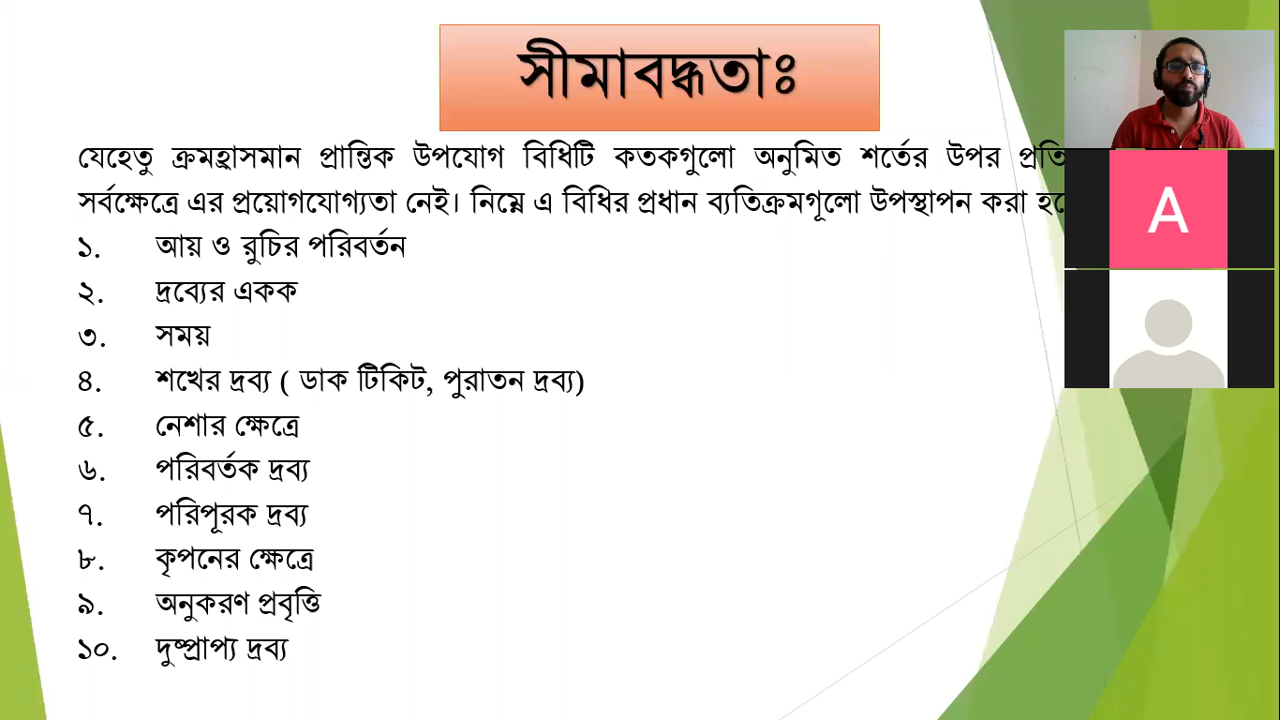 সীমাবদ্ধতাঃ
যেহেতু ক্রমহ্রাসমান প্রান্তিক উপযোগ বিধিটি কতকগুলো অনুমিত শর্তের উপর
সর্বক্ষেত্রে এর প্রয়োগযোগ্যতা নেই। নিম্নে এ বিধির প্রধান ব্যতিক্রমগূলো উপস্থাপন করা
১. আয় ও রুচির পরিবর্তন
২. দ্রব্যের একক
৩. সময়
৪. শখের দ্রব্য ( ডাক টিকিট, পুরাতন দ্রব্য)
৫. নেশার ক্ষেত্রে
৬. পরিবর্তক দ্রব্য
৭. পরিপূরক দ্রব্য
৮. কৃপনের ক্ষেত্রে
৯. অনুকরণ প্রবৃত্তি
১০. দুষ্প্রাপ্য দ্রব্য
A